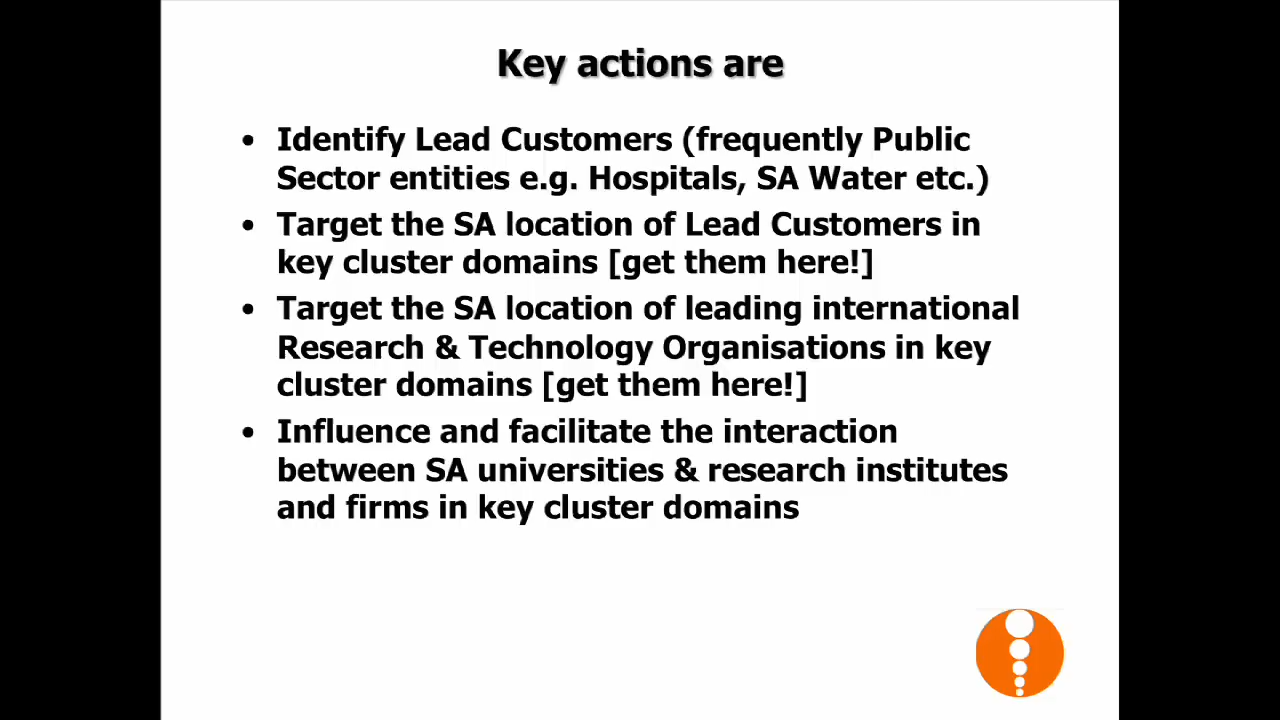 Key actions are
• Identify Lead Customers (frequently Public
Sector entities e.g. Hospitals, SA Water etc.)
• Target the SA location of Lead Customers in
key cluster domains [get them here!]
• Target the SA location of leading international
Research & Technology Organisations in key
cluster domains [get them here!]
• Influence and facilitate the interaction
between SA universities & research institutes
and firms in key cluster domains